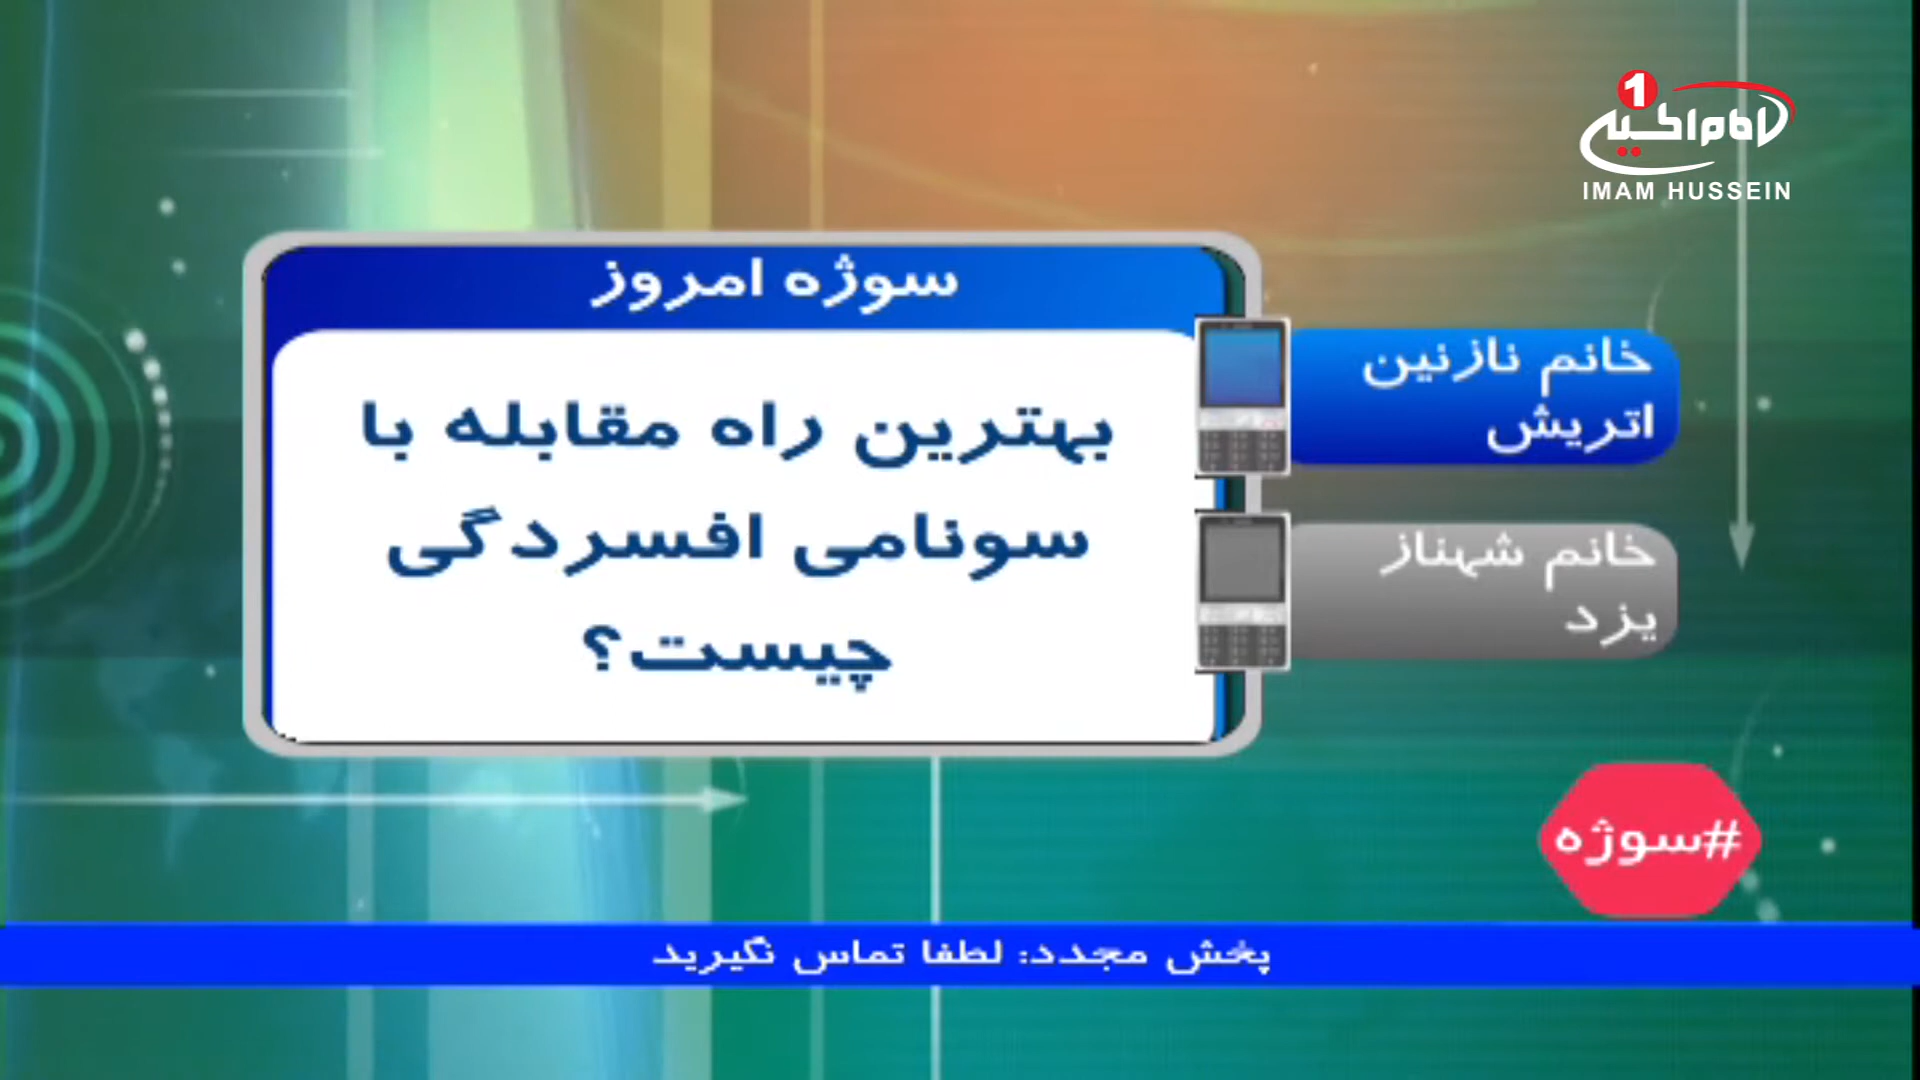 1
امام حسین
IMAM HUSSEIN
سوژه امروز
بهترین راه مقابله با
سونامی افسردگی
چیست؟
خانم نازنین
اتریش
خانم شهناز
یزد
#سوژه
پخش مجدد: لطفا تماس نگیرید